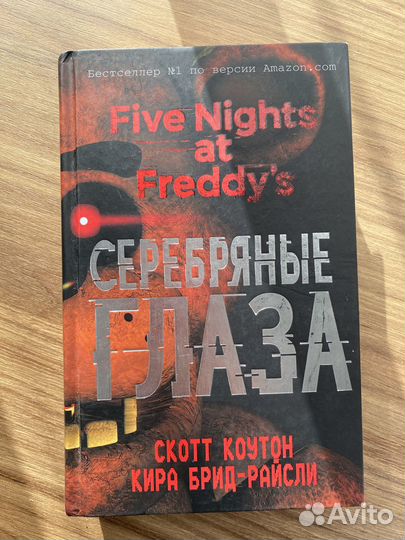 Бестселлер №1 по версии Amazon.com
Five Nights
at
Freddy's
СЕРЕБРЯНЫЕ
ГЛАЗА
СКОТТ КОУТОН
КИРА БРИД-РАЙСЛИ
Avito